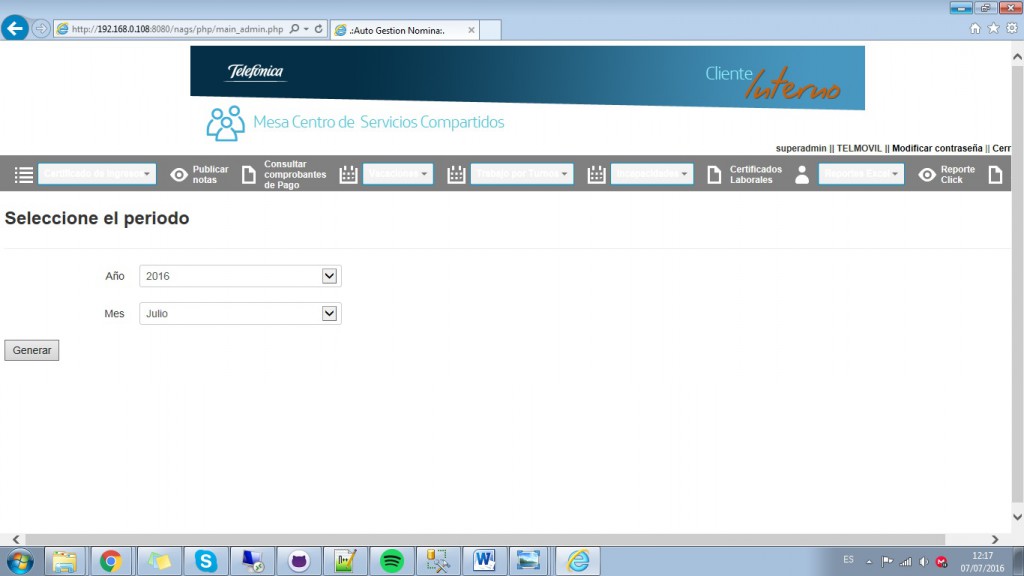 http://192.168.0.108:8080/nags/php/main_admin.php
.:Auto Gestion Nomina:.
Telefónica
Cliente
Interno
Mesa Centro de Servicios Compartidos
superadmin || TELMOVIL || Modificar contraseña || Cerr
Certificado de Ingresos
Publicar notas
Consultar comprobantes de Pago
Vacaciones
Trabajo por Turnos
Incapacidades
Certificados Laborales
Reportes Excel
Reporte Click
Seleccione el periodo
Año 2016
Mes Julio
Generar
ES
12:17
07/07/2016